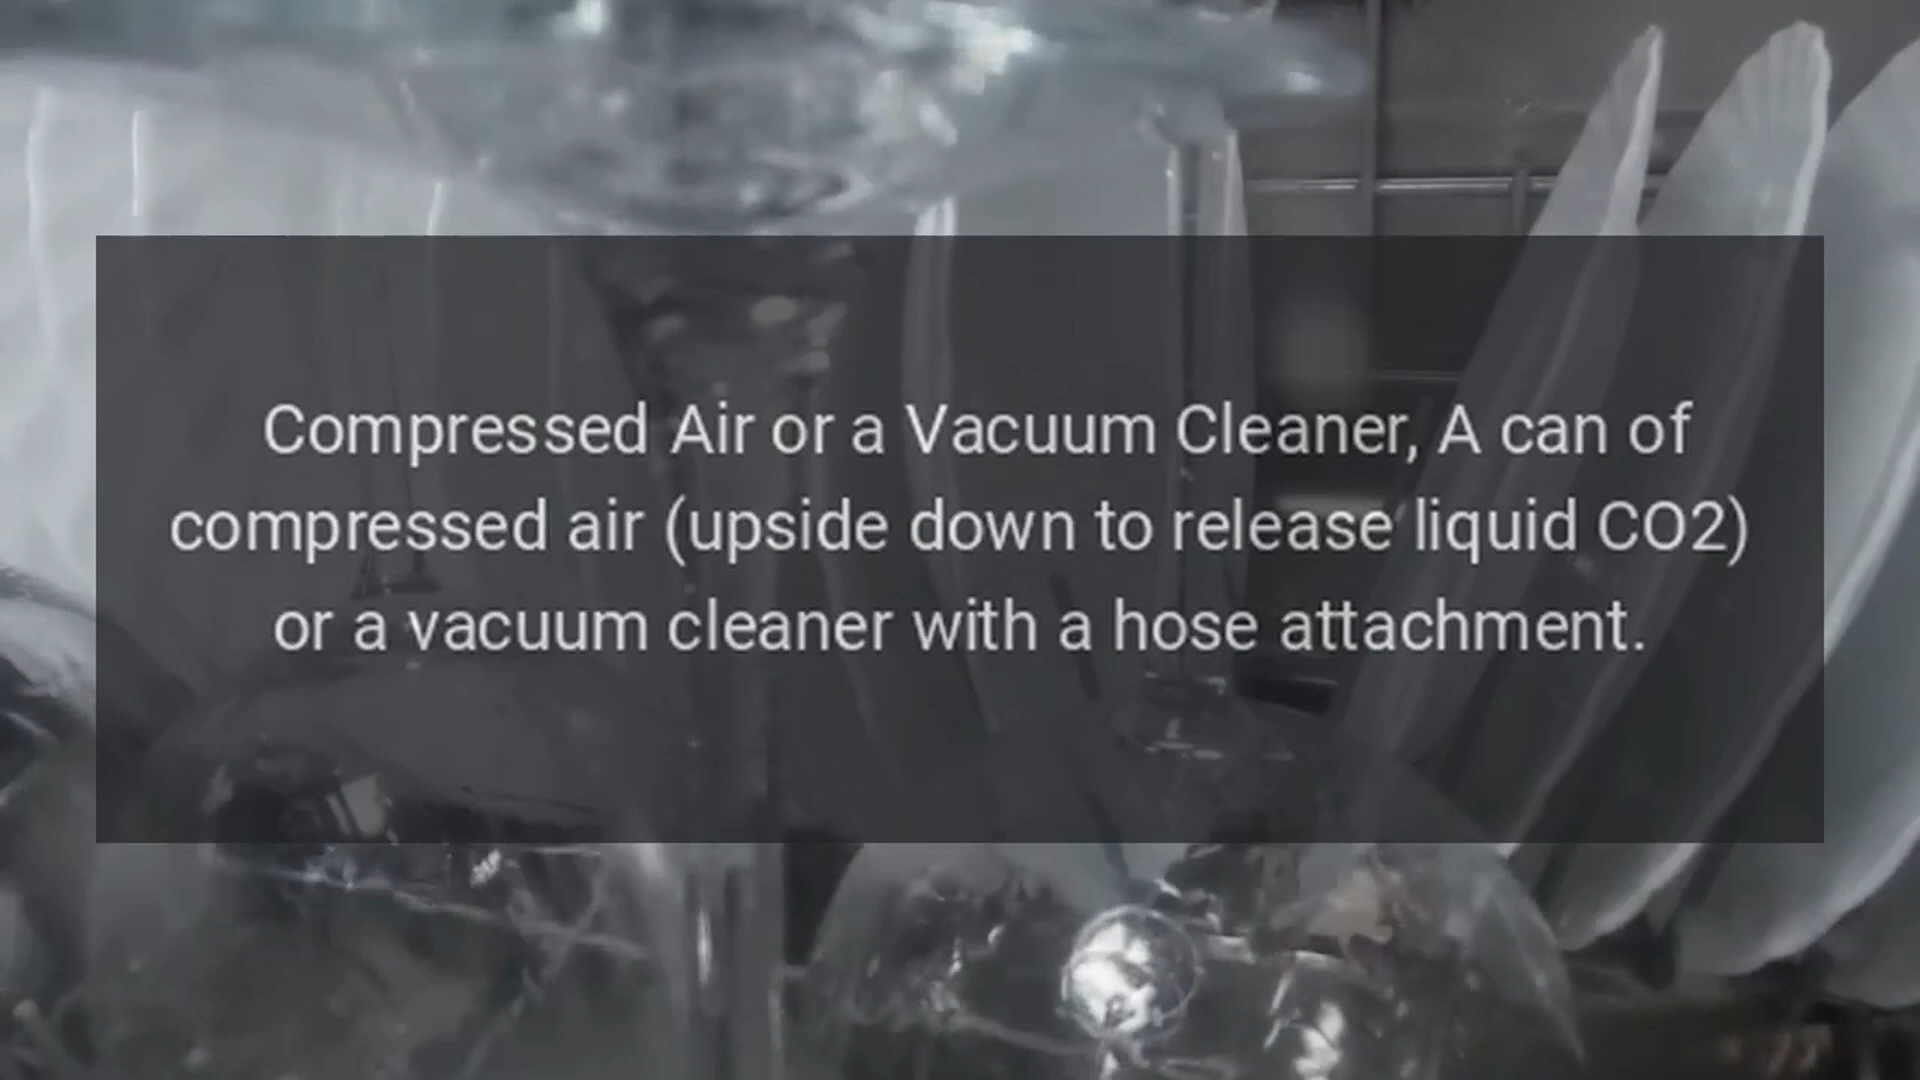 Compressed Air or a Vacuum Cleaner, A can of
compressed air (upside down to release liquid CO2)
or a vacuum cleaner with a hose attachment.